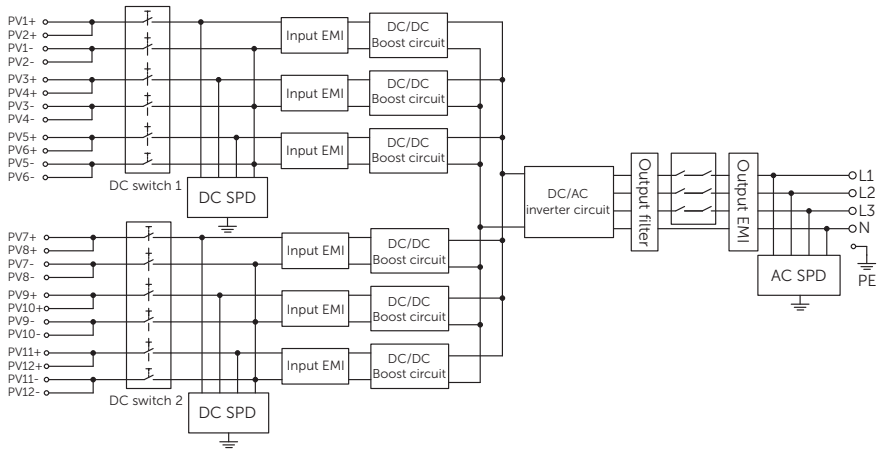 PV1+
PV2+
PV1-
PV2-
PV3+
PV4+
PV3-
PV4-
PV5+
PV6+
PV5-
PV6-
DC switch 1
DC SPD
Input EMI
DC/DC
Boost circuit
Input EMI
DC/DC
Boost circuit
Input EMI
DC/DC
Boost circuit
PV7+
PV8+
PV7-
PV8-
PV9+
PV10+
PV9-
PV10-
PV11+
PV12+
PV11-
PV12-
DC switch 2
DC SPD
Input EMI
DC/DC
Boost circuit
Input EMI
DC/DC
Boost circuit
Input EMI
DC/DC
Boost circuit
DC/AC
inverter circuit
Output filter
Output EMI
L1
L2
L3
N
PE
AC SPD